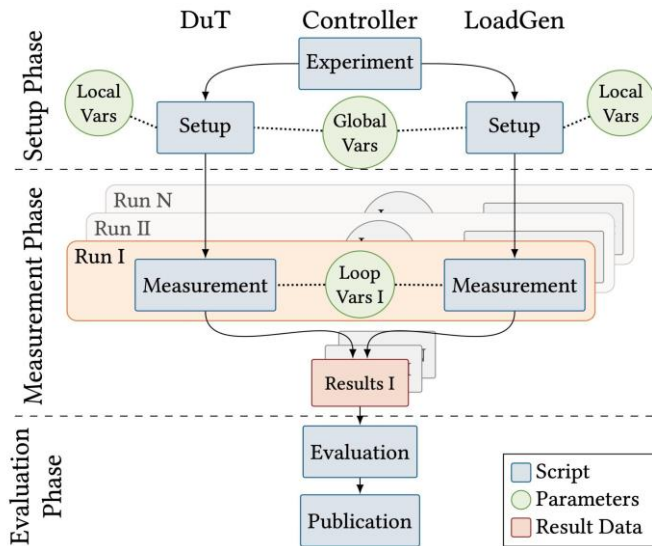 DuT
Controller
LoadGen
Setup Phase
Experiment
Local
Vars
Setup
Global
Vars
Setup
Local
Vars
Measurement Phase
Run N
Run II
Run I
Measurement
Loop
Vars I
Measurement
Results I
Evaluation
Phase
Evaluation
Publication
Script
Parameters
Result Data